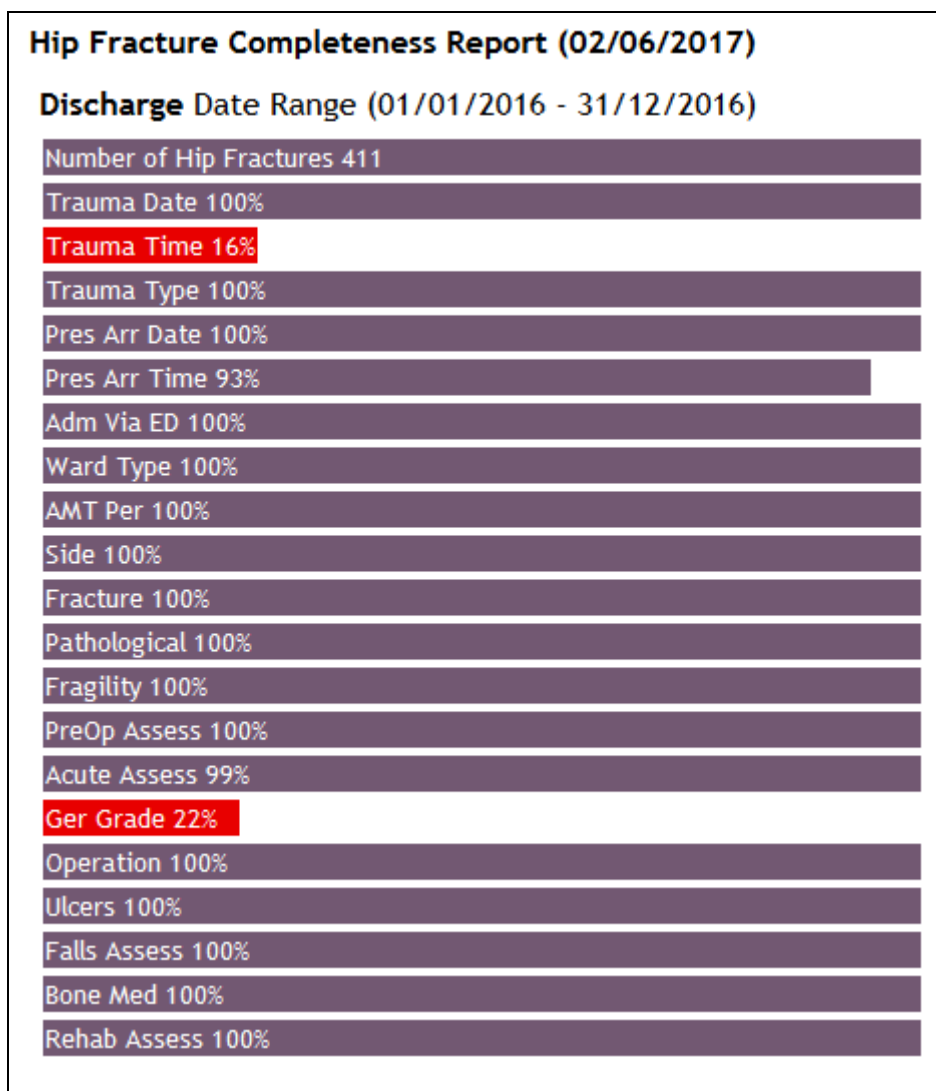 Hip Fracture Completeness Report (02/06/2017)
Discharge Date Range (01/01/2016 - 31/12/2016)
Number of Hip Fractures 411
Trauma Date 100%
Trauma Time 16%
Trauma Type 100%
Pres Arr Date 100%
Pres Arr Time 93%
Adm Via ED 100%
Ward Type 100%
AMT Per 100%
Side 100%
Fracture 100%
Pathological 100%
Fragility 100%
PreOp Assess 100%
Acute Assess 99%
Ger Grade 22%
Operation 100%
Ulcers 100%
Falls Assess 100%
Bone Med 100%
Rehab Assess 100%